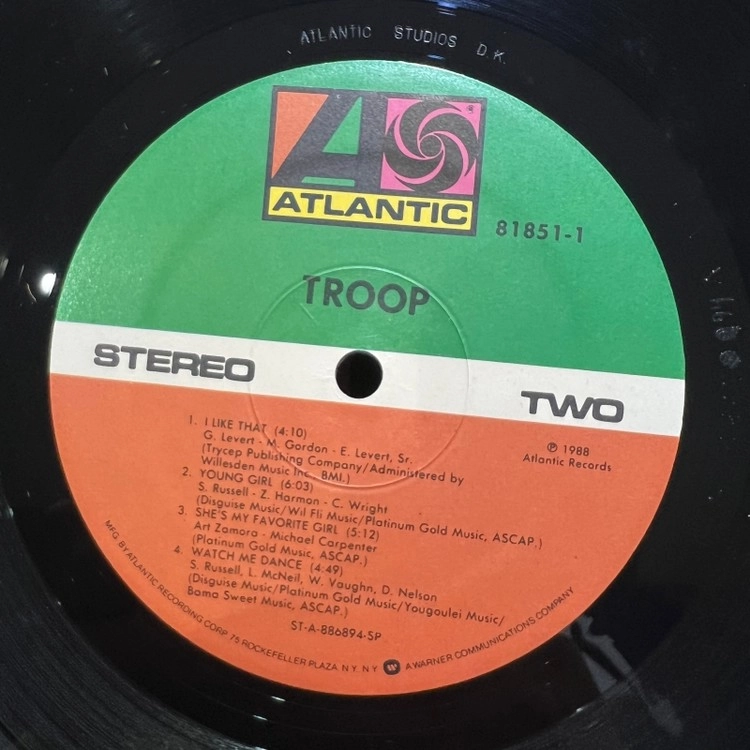 ATLANTIC STUDIOS D.K.
ATLANTIC
81851-1
TROOP
STEREO
TWO
1. I LIKE THAT (4:10)
G. Levert - M. Gordon - E. Levert, Sr.
(Trycep Publishing Company/Administered by
Willesden Music Inc., BMI.)
2. YOUNG GIRL (6:03)
S. Russell - Z. Harmon - C. Wright
(Disguise Music/Wil Fli Music/Platinum Gold Music, ASCAP.)
3. SHE'S MY FAVORITE GIRL (5:12)
Art Zamora - Michael Carpenter
(Platinum Gold Music, ASCAP.)
4. WATCH ME DANCE (4:49)
S. Russell, L. McNeil, W. Vaughn, D. Nelson
(Disguise Music/Platinum Gold Music/Yougoulei Music/
Bama Sweet Music, ASCAP.)
℗ 1988
Atlantic Records
ST-A-886894-SP
MFG. BY ATLANTIC RECORDING CORP. 75 ROCKEFELLER PLAZA, N.Y. N.Y. A WARNER COMMUNICATIONS COMPANY